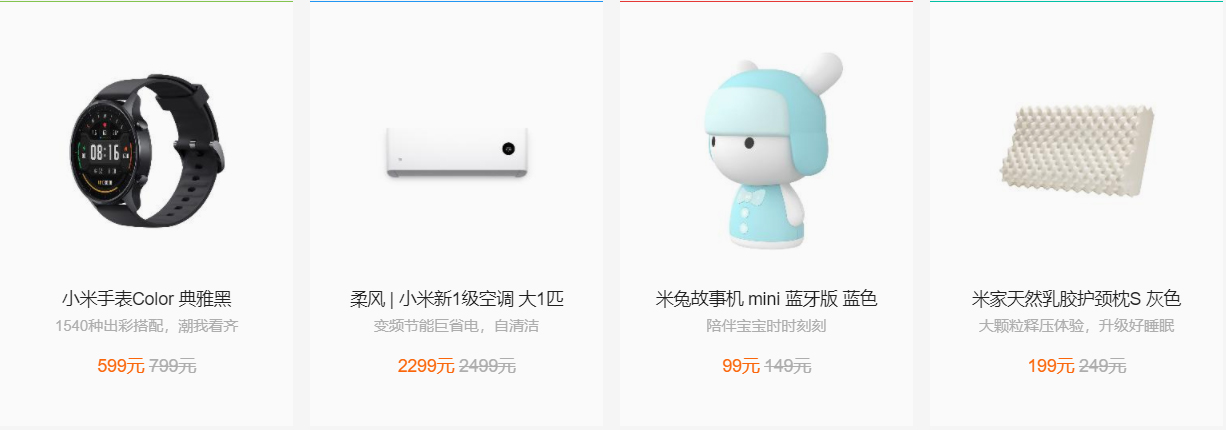 08:16
小米手表Color 典雅黑
1540种出彩搭配，潮我看齐
599元 799元
柔风 | 小米新1级空调 大1匹
变频节能巨省电，自清洁
2299元 2499元
米兔故事机 mini 蓝牙版 蓝色
陪伴宝宝时时刻刻
99元 149元
米家天然乳胶护颈枕S 灰色
大颗粒释压体验，升级好睡眠
199元 249元